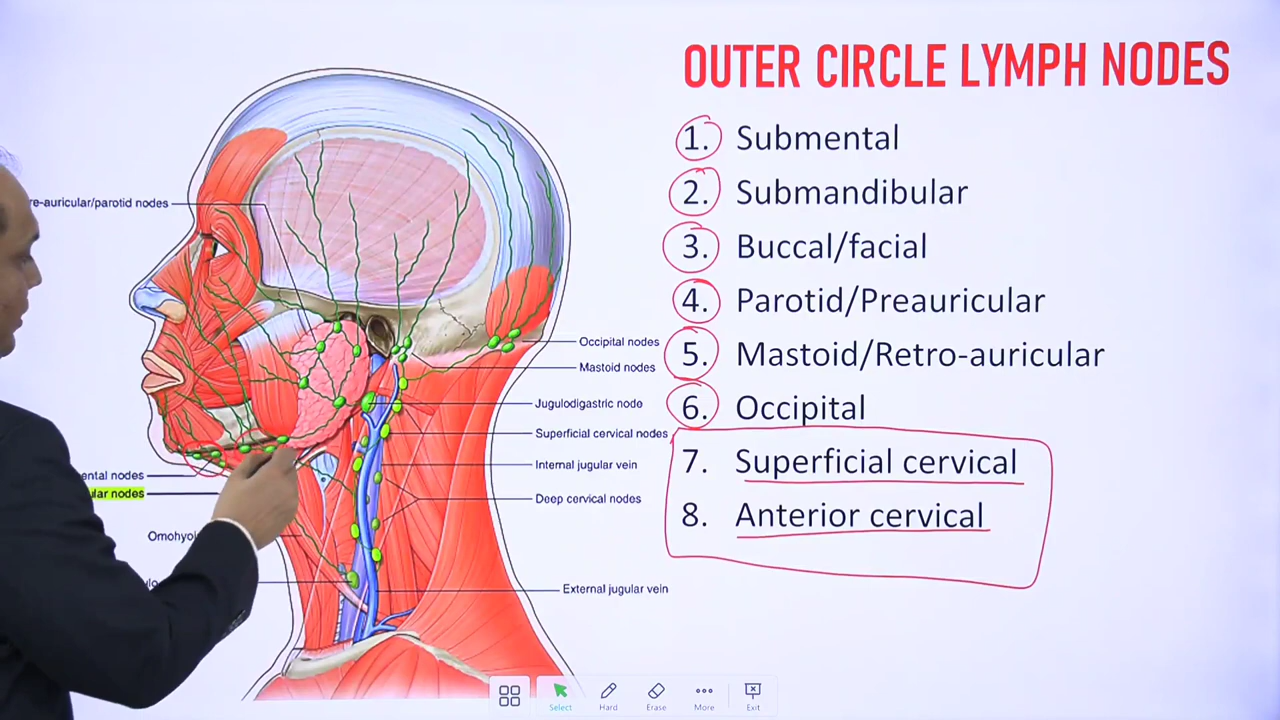 OUTER CIRCLE LYMPH NODES
1. Submental
2. Submandibular
3. Buccal/facial
4. Parotid/Preauricular
5. Mastoid/Retro-auricular
6. Occipital
7. Superficial cervical
8. Anterior cervical
re-auricular/parotid nodes
Occipital nodes
Mastoid nodes
Jugulodigastric node
Superficial cervical nodes
Internal jugular vein
Deep cervical nodes
External jugular vein
ental nodes
ular nodes
Omohyoi
Select
Hard
Erase
More
Exit